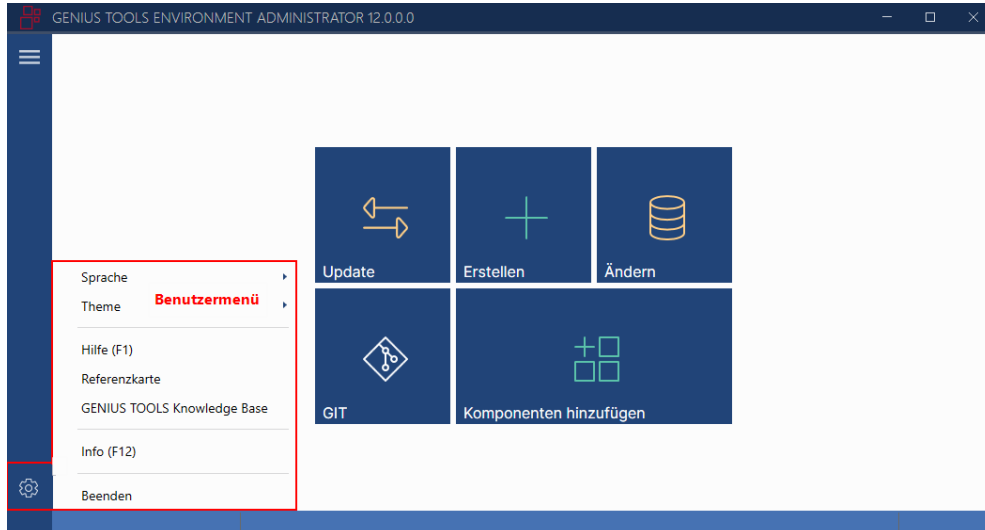 GENIUS TOOLS ENVIRONMENT ADMINISTRATOR 12.0.0.0
Update
Erstellen
Ändern
Sprache
Theme
Benutzermenü
Hilfe (F1)
Referenzkarte
GENIUS TOOLS Knowledge Base
GIT
Komponenten hinzufügen
Info (F12)
Beenden